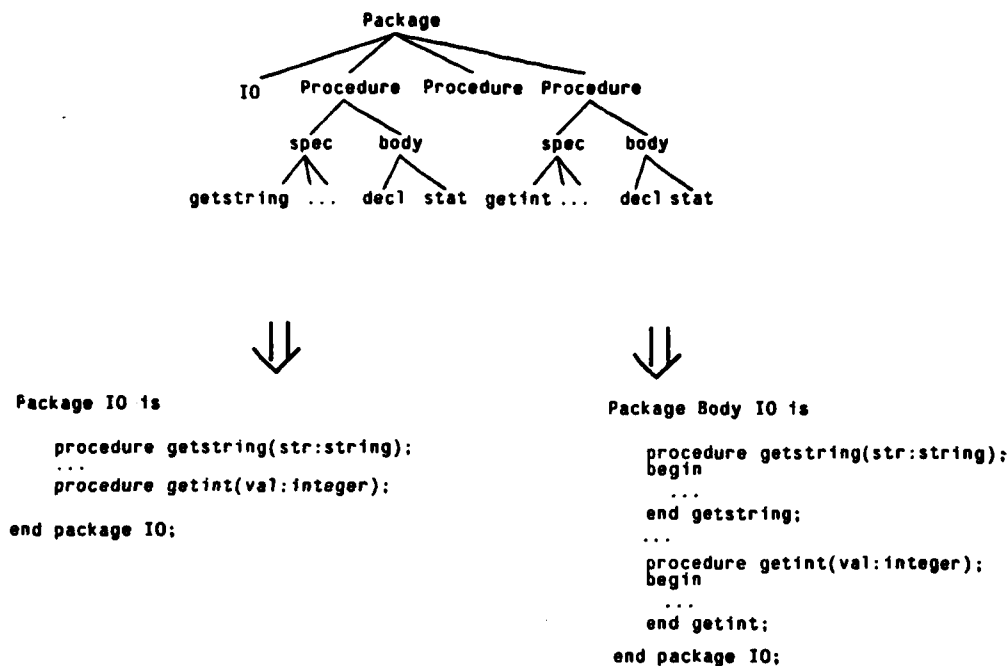 Package
IO Procedure Procedure Procedure
spec body spec body
getstring ... decl stat getint ... decl stat
Package IO is
procedure getstring(str:string);
...
procedure getint(val:integer);
end package IO;
Package Body IO is
procedure getstring(str:string);
begin
...
end getstring;
...
procedure getint(val:integer);
begin
...
end getint;
end package IO;